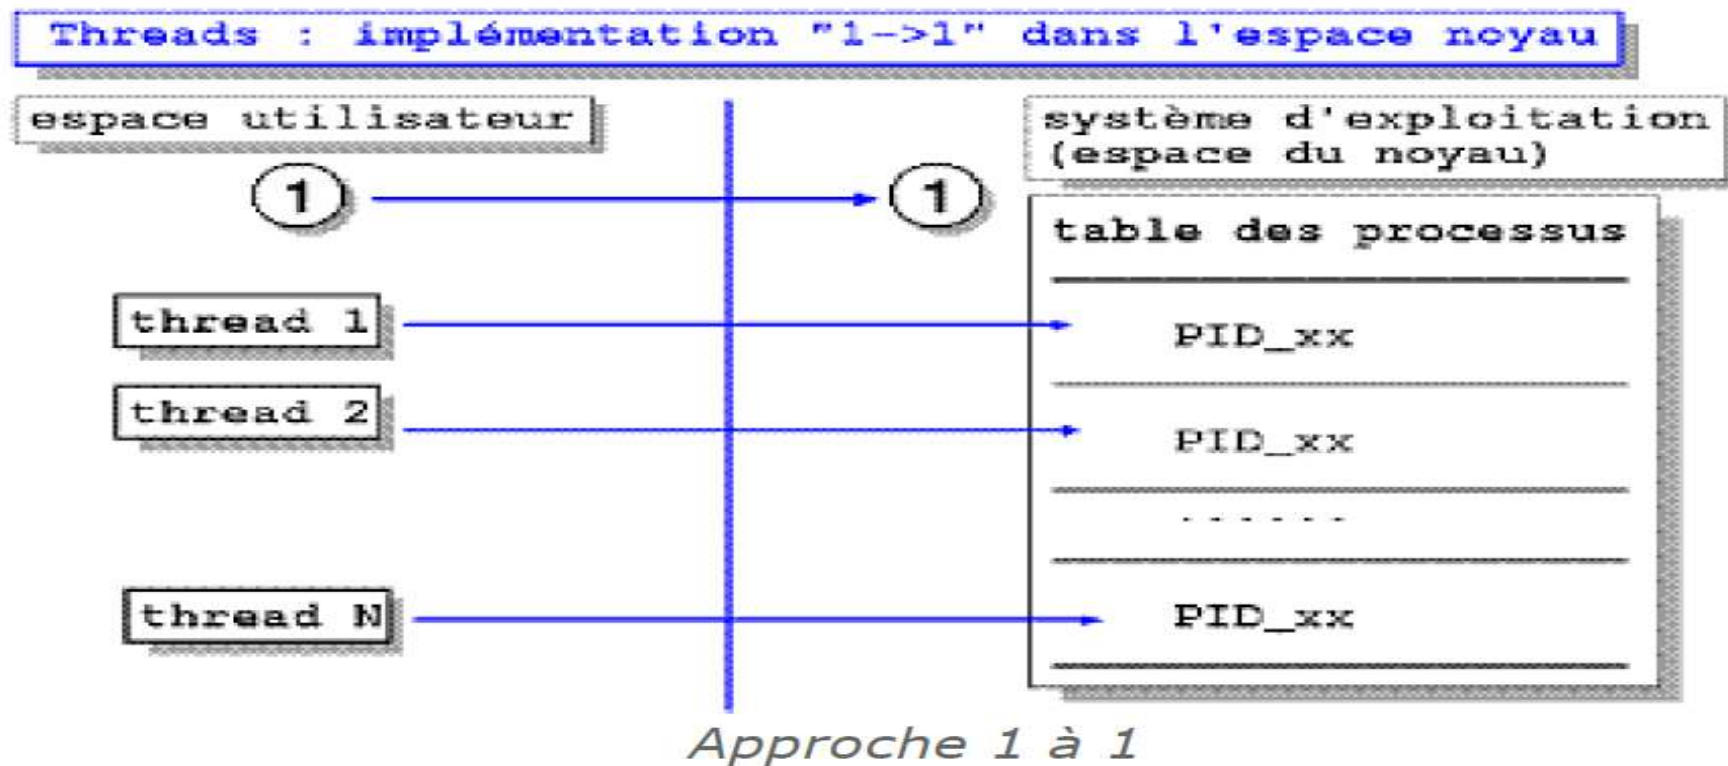 Threads : implémentation "1->1" dans l'espace noyau
espace utilisateur
système d'exploitation
(espace du noyau)
1
1
table des processus
thread 1
PID_xx
thread 2
PID_xx
......
thread N
PID_xx
Approche 1 à 1